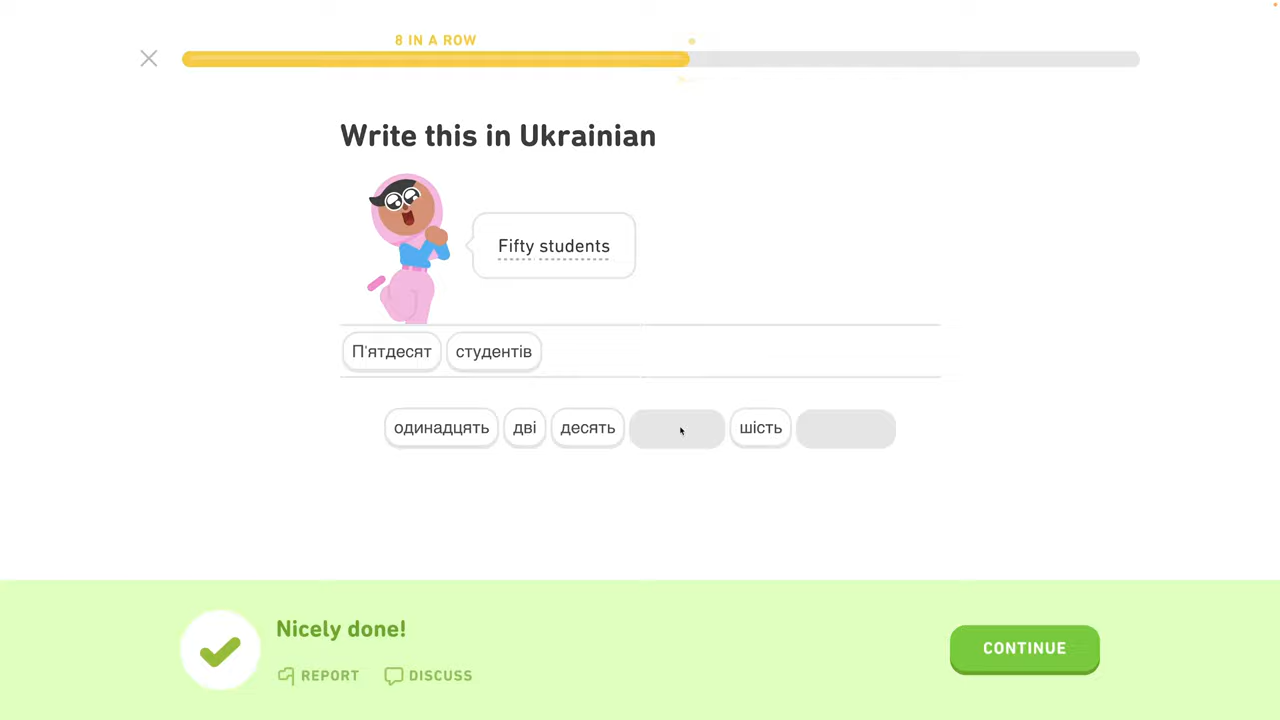 8 IN A ROW
Write this in Ukrainian
Fifty students
П'ятдесят студентів
одинадцять дві десять шість
Nicely done!
REPORT DISCUSS
CONTINUE